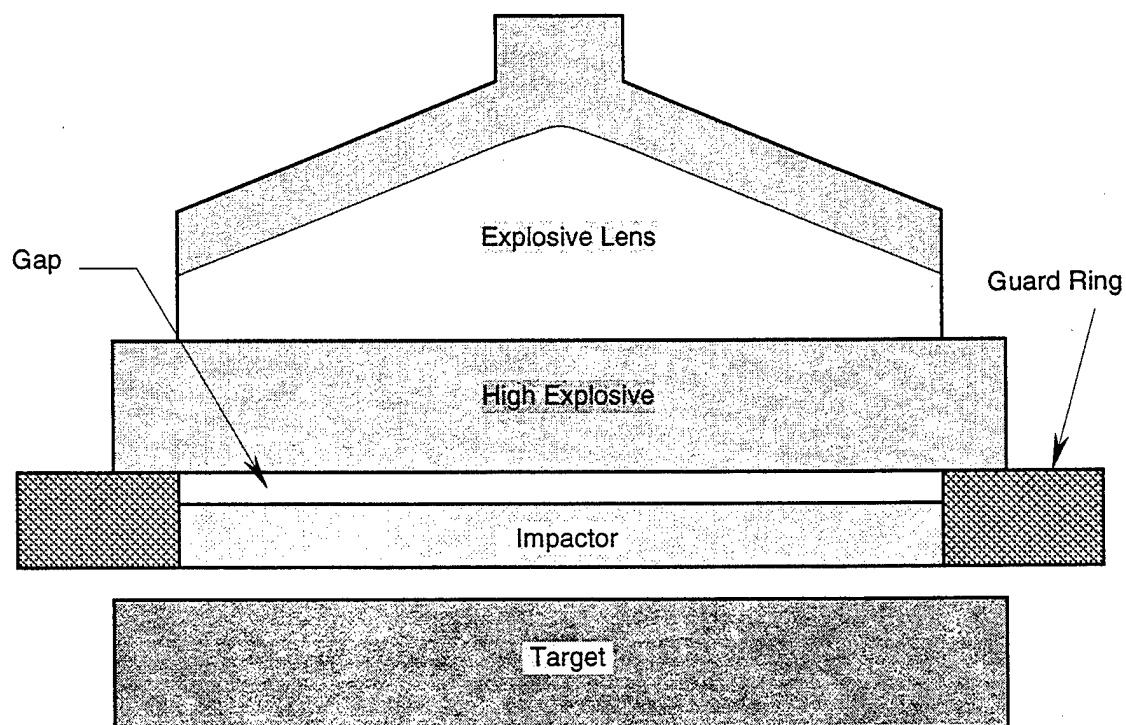 Explosive Lens
Gap
Guard Ring
High Explosive
Impactor
Target